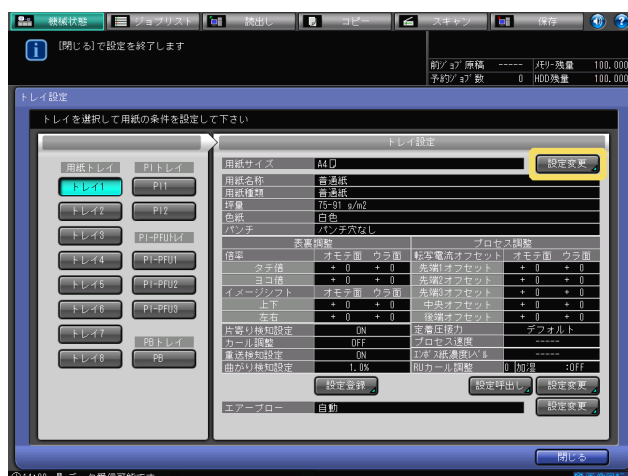 機械状態 ジョブリスト 読出し コピー スキャン 保存
[閉じる]で設定を終了します
前ジョブ原稿 ----- メモリー残量 100.000
予約ジョブ数 0 HDD残量 100.000
トレイ設定
トレイを選択して用紙の条件を設定して下さい
用紙トレイ PIトレイ
トレイ1 PI1
トレイ2 PI2
トレイ3 PI-PFUトレイ
トレイ4 PI-PFU1
トレイ5 PI-PFU2
トレイ6 PI-PFU3
トレイ7 PBトレイ
トレイ8 PB
トレイ設定
用紙サイズ A4 設定変更
用紙名称 普通紙
用紙種類 普通紙
坪量 75-91 g/m2
色紙 白色
パンチ パンチ穴なし
表裏調整 プロセス調整
倍率 オモテ面 ウラ面 転写電流オフセット オモテ面 ウラ面
タテ倍 + 0 + 0 先端1オフセット + 0 + 0
ヨコ倍 + 0 + 0 先端2オフセット + 0 + 0
イメージシフト オモテ面 ウラ面 先端3オフセット + 0 + 0
上下 + 0 + 0 中央オフセット + 0 + 0
左右 + 0 + 0 後端オフセット + 0 + 0
片寄り検知設定 ON 定着圧接力 デフォルト
カール調整 OFF プロセス速度 -----
重送検知設定 ON エンボス紙濃度レベル -----
曲がり検知設定 1.0% RUカール調整 0 加湿 :OFF
設定登録 設定呼出し 設定変更
エアーブロー 自動 設定変更
閉じる